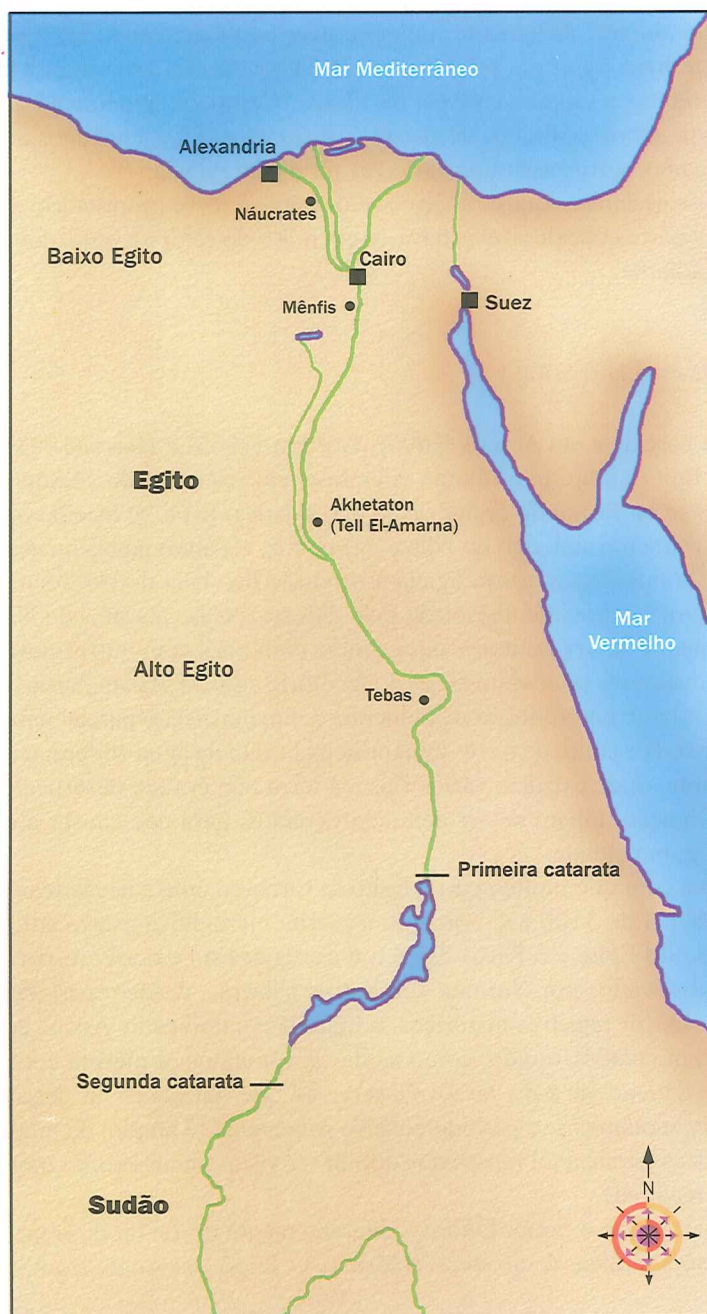 Mar Mediterrâneo
Alexandria
Náucrates
Baixo Egito
Cairo
Mênfis
Suez
Egito
Akhetaton
(Tell El-Amarna)
Mar
Vermelho
Alto Egito
Tebas
Primeira catarata
Segunda catarata
Sudão
N